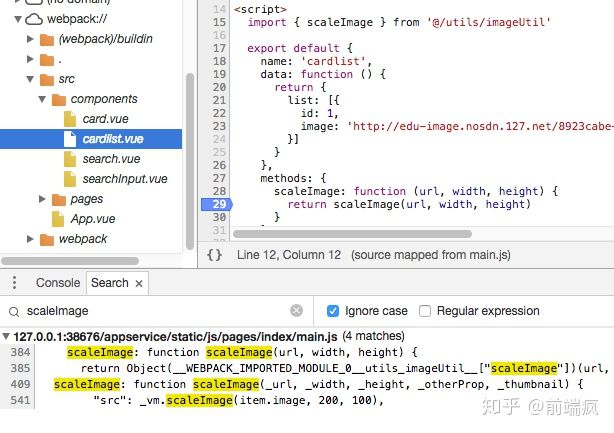 (no domain)
webpack://
(webpack)/buildin
.
src
components
card.vue
cardlist.vue
search.vue
searchInput.vue
pages
App.vue
webpack
14 <script>
15 import { scaleImage } from '@/utils/imageUtil'
16
17 export default {
18 name: 'cardlist',
19 data: function () {
20 return {
21 list: [{
22 id: 1,
23 image: 'http://edu-image.nosdn.127.net/8923cabe-
24 }]
25 }
26 },
27 methods: {
28 scaleImage: function (url, width, height) {
29 return scaleImage(url, width, height)
30 }
31
{} Line 12, Column 12 (source mapped from main.js)
Console Search ×
scaleImage Ignore case Regular expression
127.0.0.1:38676/appservice/static/js/pages/index/main.js (4 matches)
384 scaleImage: function scaleImage(url, width, height) {
385 return Object(__WEBPACK_IMPORTED_MODULE_0__utils_imageUtil__["scaleImage"])(url,
409 scaleImage: function scaleImage(_url, _width, _height, _otherProp, _thumbnail) {
541 "src": _vm.scaleImage(item.image, 200, 100),
知乎 @前端疯